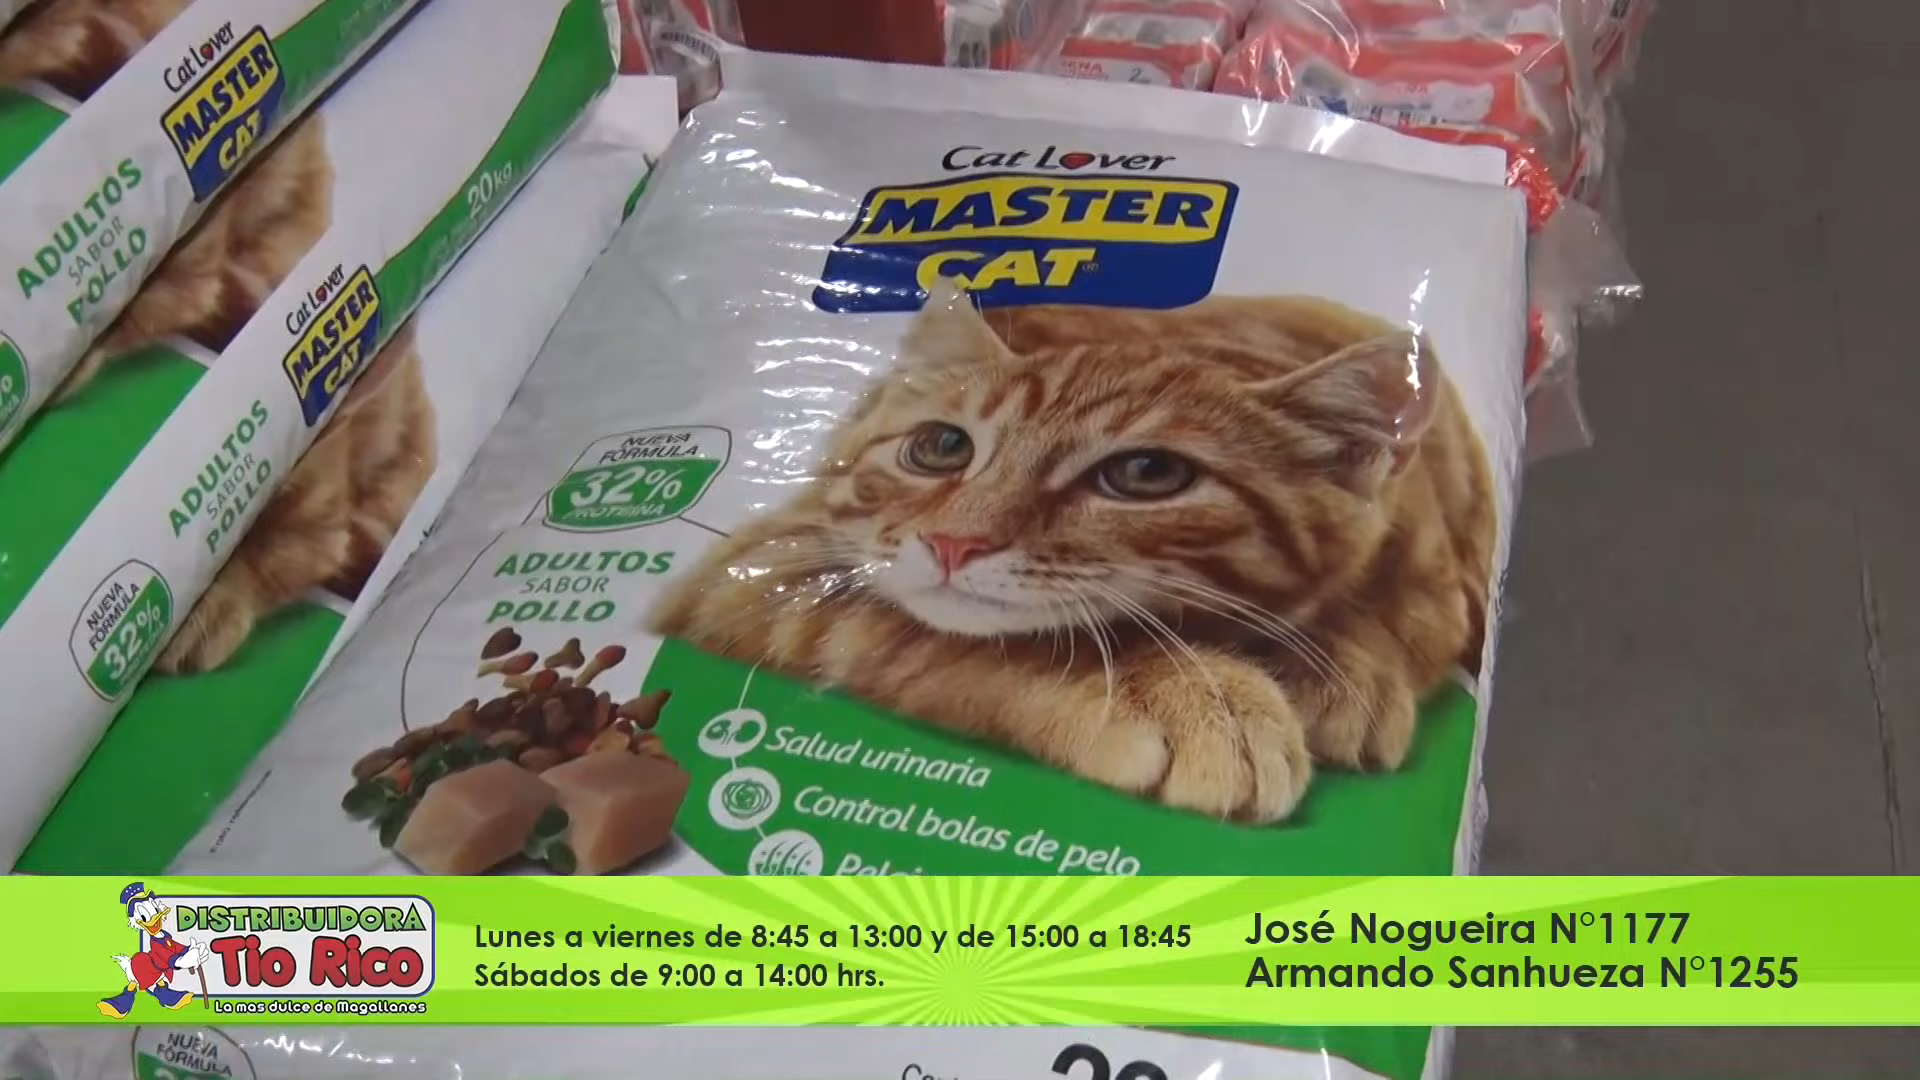 Cat Lover
MASTER
CAT
ADULTOS
SABOR
POLLO
20kg
Cat Lover
MASTER
CAT
ADULTOS
SABOR
POLLO
NUEVA
FÓRMULA
32%
Cat Lover
MASTER
CAT®
NUEVA
FÓRMULA
32%
PROTEINA
ADULTOS
SABOR
POLLO
Salud urinaria
Control bolas de pelo
DISTRIBUIDORA
Tio Rico
La mas dulce de Magallanes
Lunes a viernes de 8:45 a 13:00 y de 15:00 a 18:45
Sábados de 9:00 a 14:00 hrs.
José Nogueira N°1177
Armando Sanhueza N°1255
NUEVA
FÓRMULA